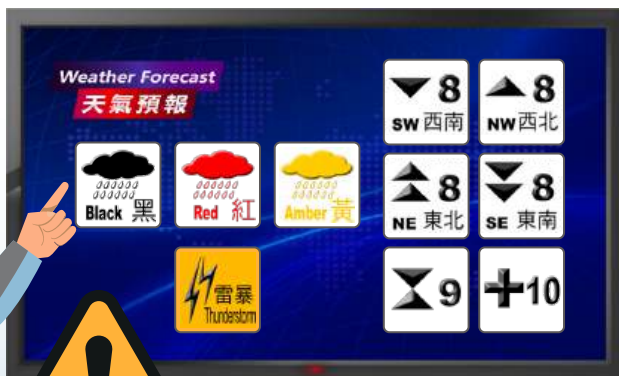 Weather Forecast
天氣預報
Black 黑
Red 紅
Amber 黃
雷暴
Thunderstorm
8
SW 西南
8
NW 西北
8
NE 東北
8
SE 東南
9
10
!